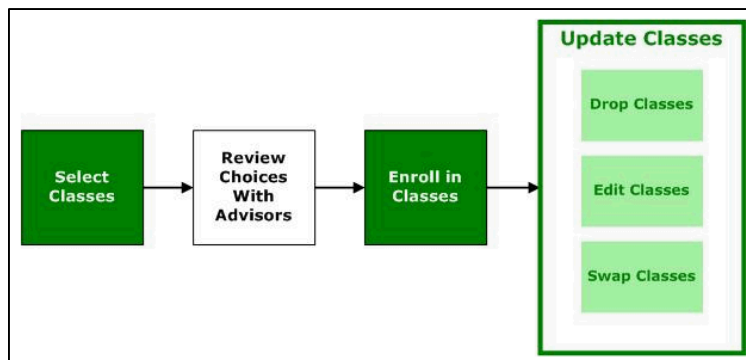 Select
Classes
Review
Choices
With
Advisors
Enroll in
Classes
Update Classes
Drop Classes
Edit Classes
Swap Classes